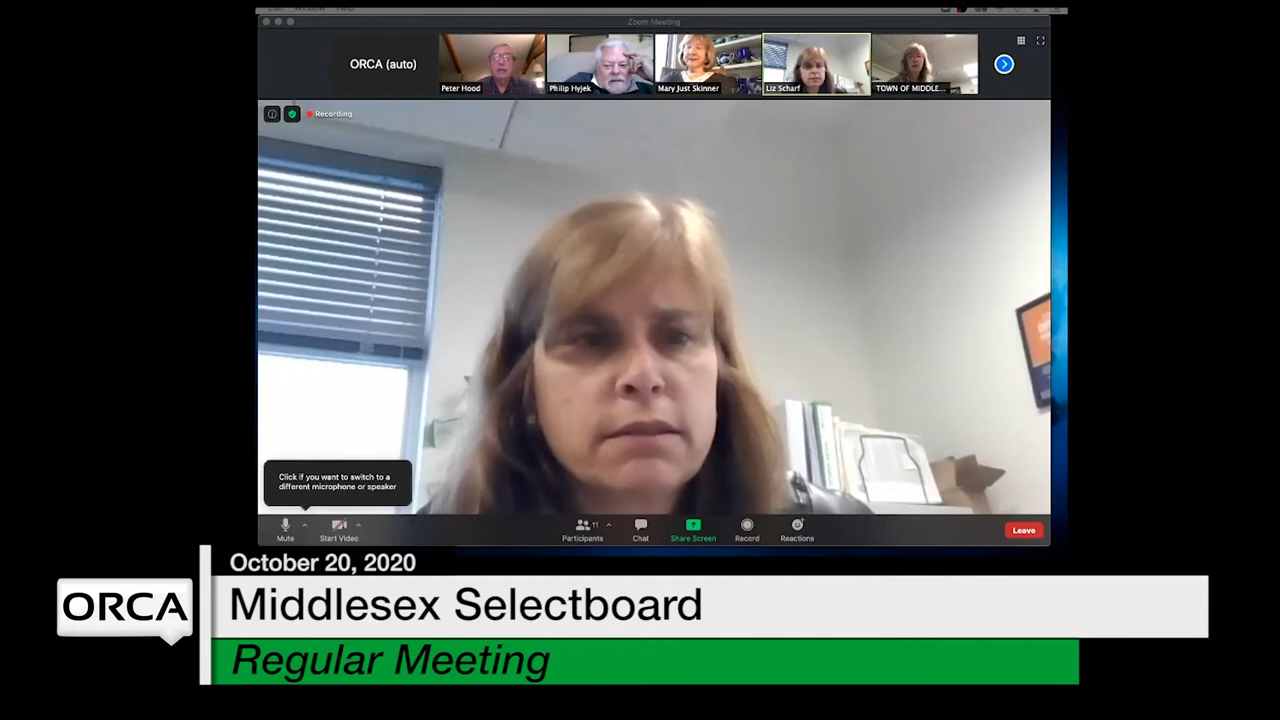 Zoom Meeting
ORCA (auto)
Peter Hood
Philip Hyjek
Mary Just Skinner
Liz Scharf
TOWN OF MIDDLE...
Recording
Click if you want to switch to a
different microphone or speaker
11
Mute
Start Video
Participants
Chat
Share Screen
Record
Reactions
Leave
October 20, 2020
ORCA
Middlesex Selectboard
Regular Meeting